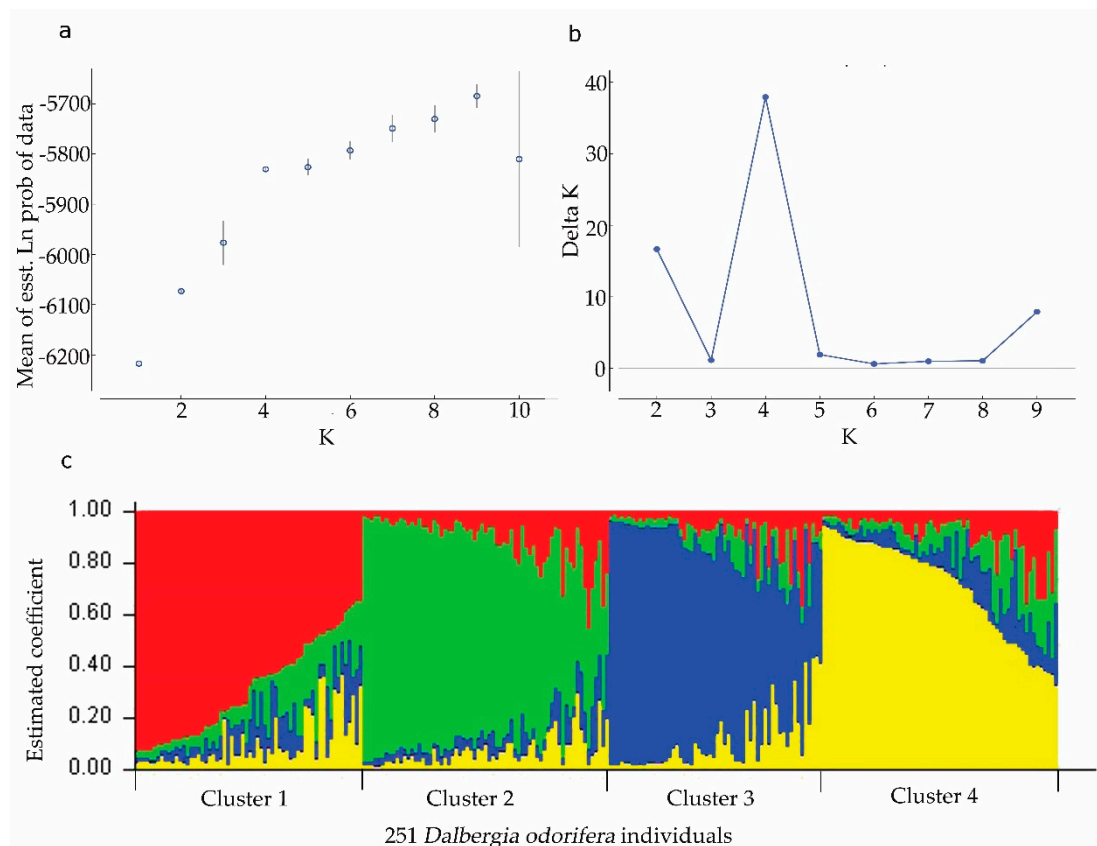 a
b
Mean of esst. Ln prob of data
-5700
-5800
-5900
-6000
-6100
-6200
2
4
6
8
10
K
Delta K
40
30
20
10
0
2
3
4
5
6
7
8
9
K
c
Estimated coefficient
1.00
0.80
0.60
0.40
0.20
0.00
Cluster 1
Cluster 2
Cluster 3
Cluster 4
251 Dalbergia odorifera individuals